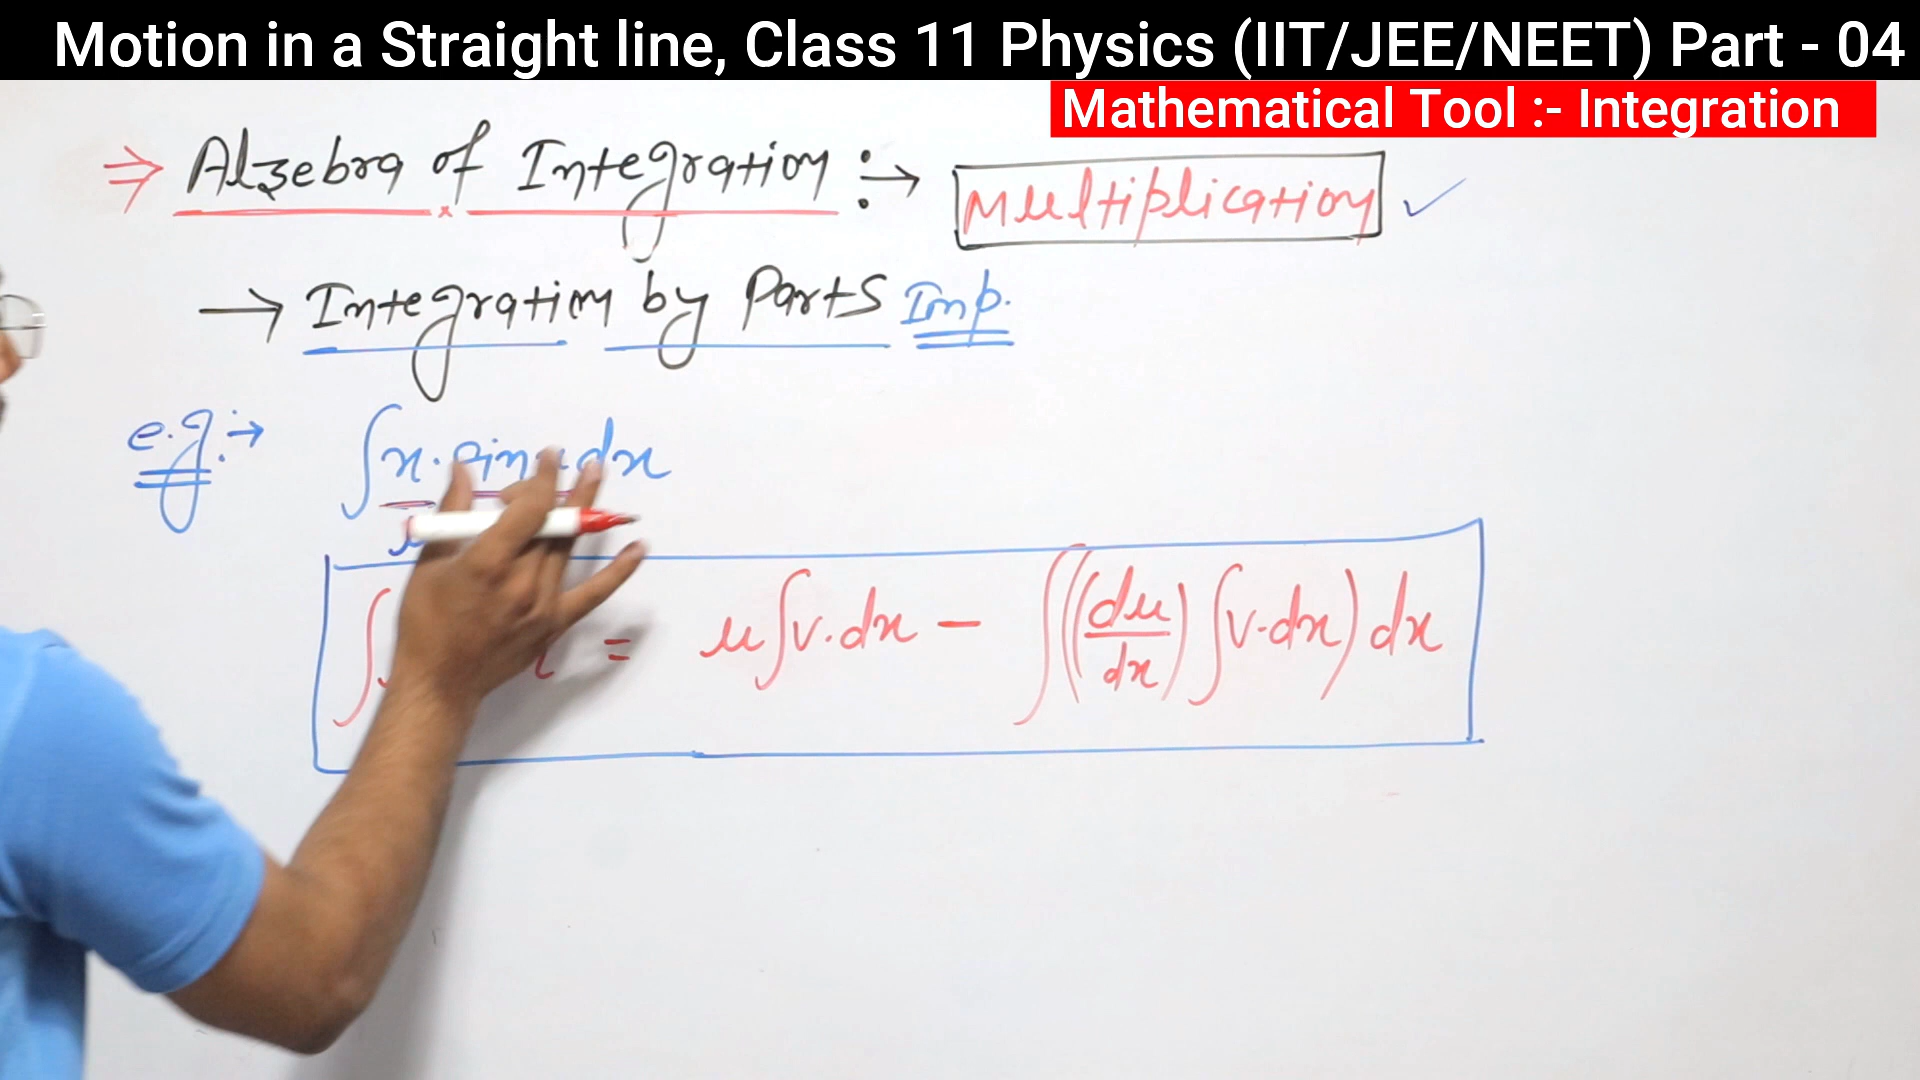 Motion in a Straight line, Class 11 Physics (IIT/JEE/NEET) Part - 04
Mathematical Tool :- Integration
⇒ Algebra of Integration :→ Multiplication ✓
→ Integration by Parts Imp.
e.g.:→ ∫x. sin x dx
∫ = u∫v.dx − ∫((du/dx)∫v.dx) dx